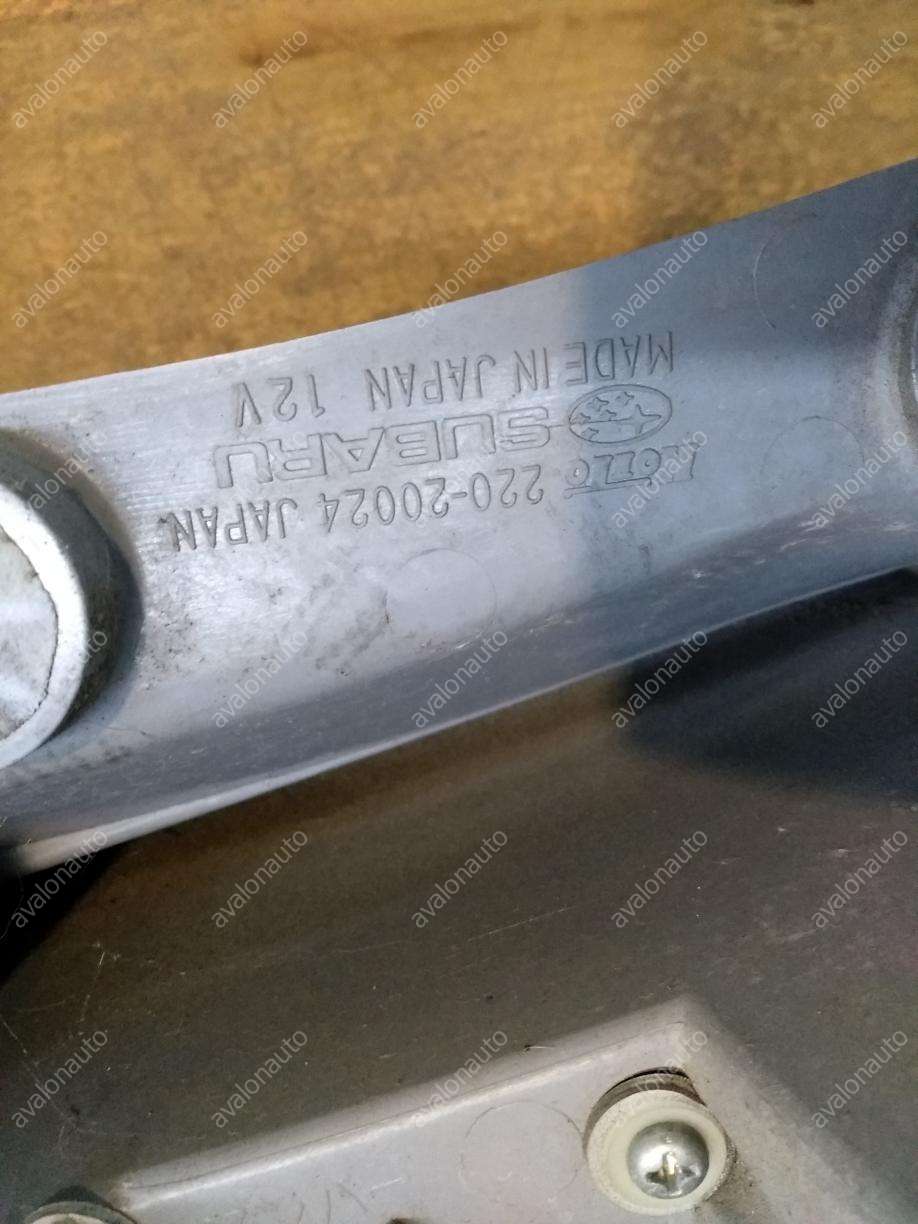 KOITO 220-20024 JAPAN
SUBARU
MADE IN JAPAN 12V
avalonauto